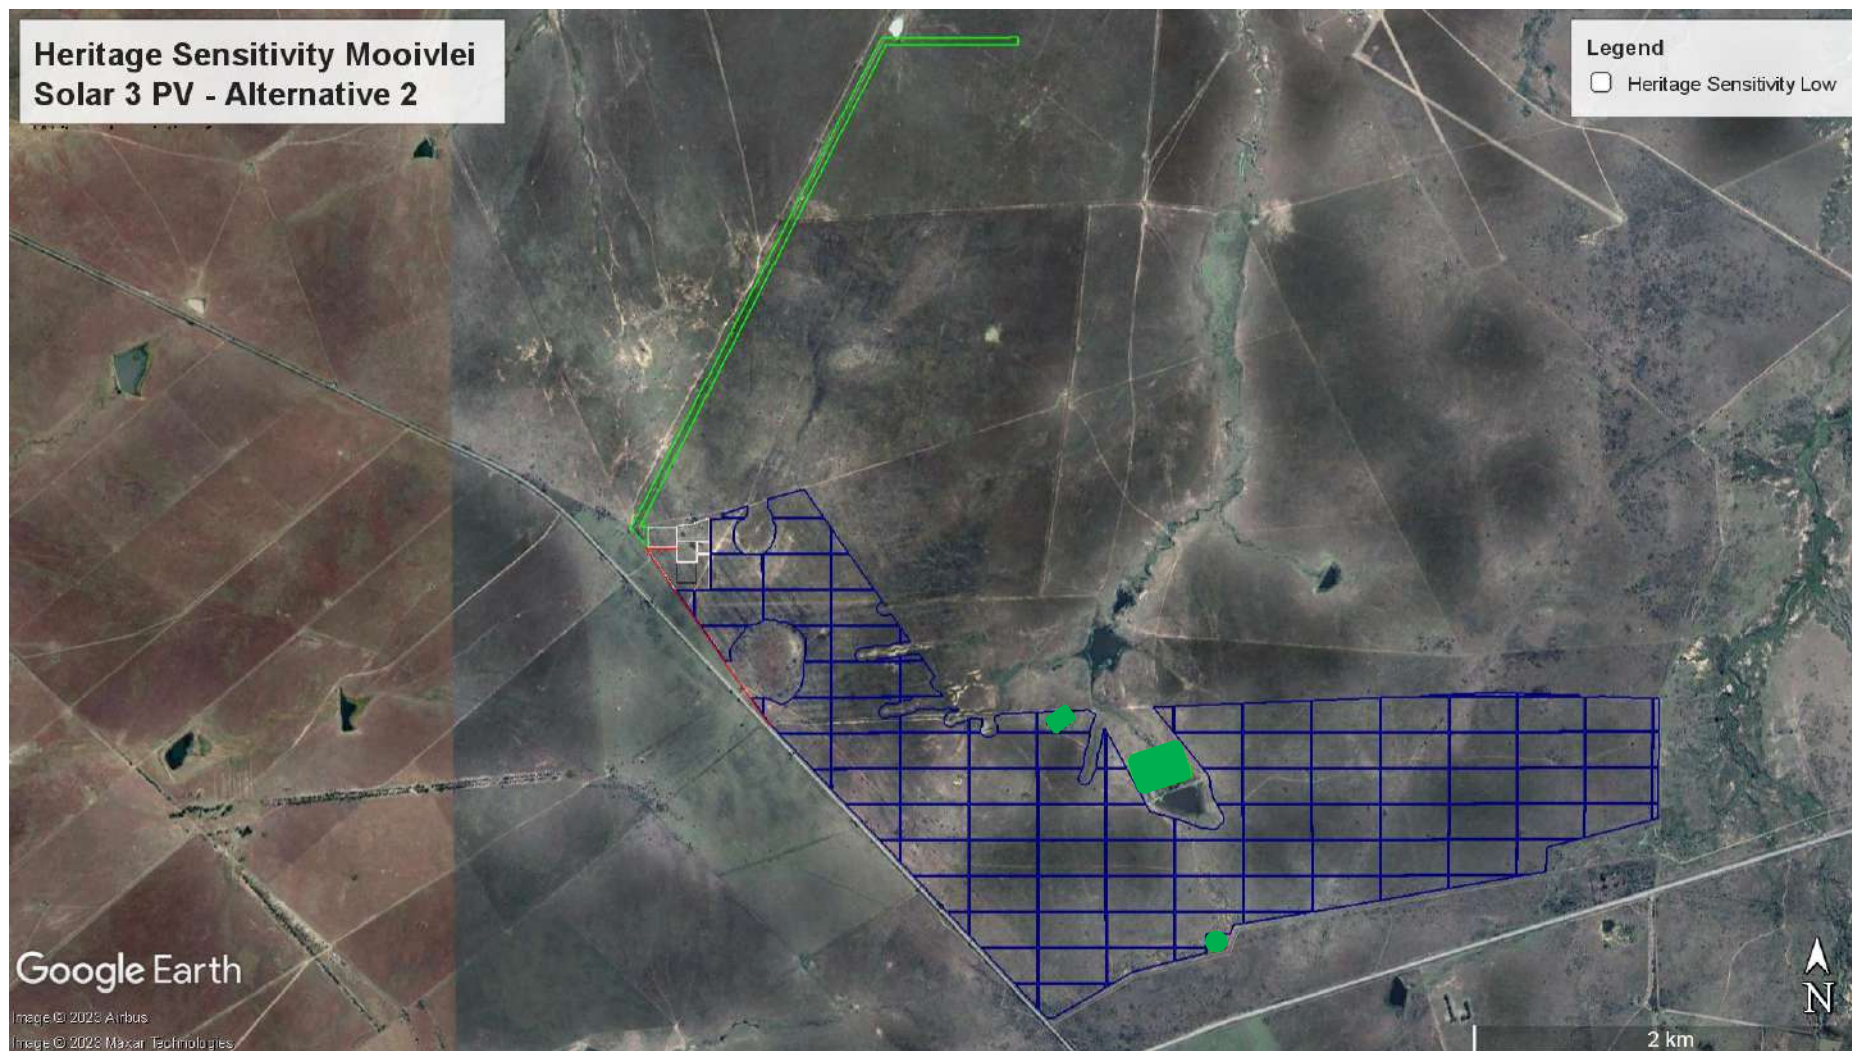 Heritage Sensitivity Mooivlei
Solar 3 PV - Alternative 2
Legend
Heritage Sensitivity Low
Google Earth
Image © 2023 Airbus
Image © 2023 Maxar Technologies
N
2 km